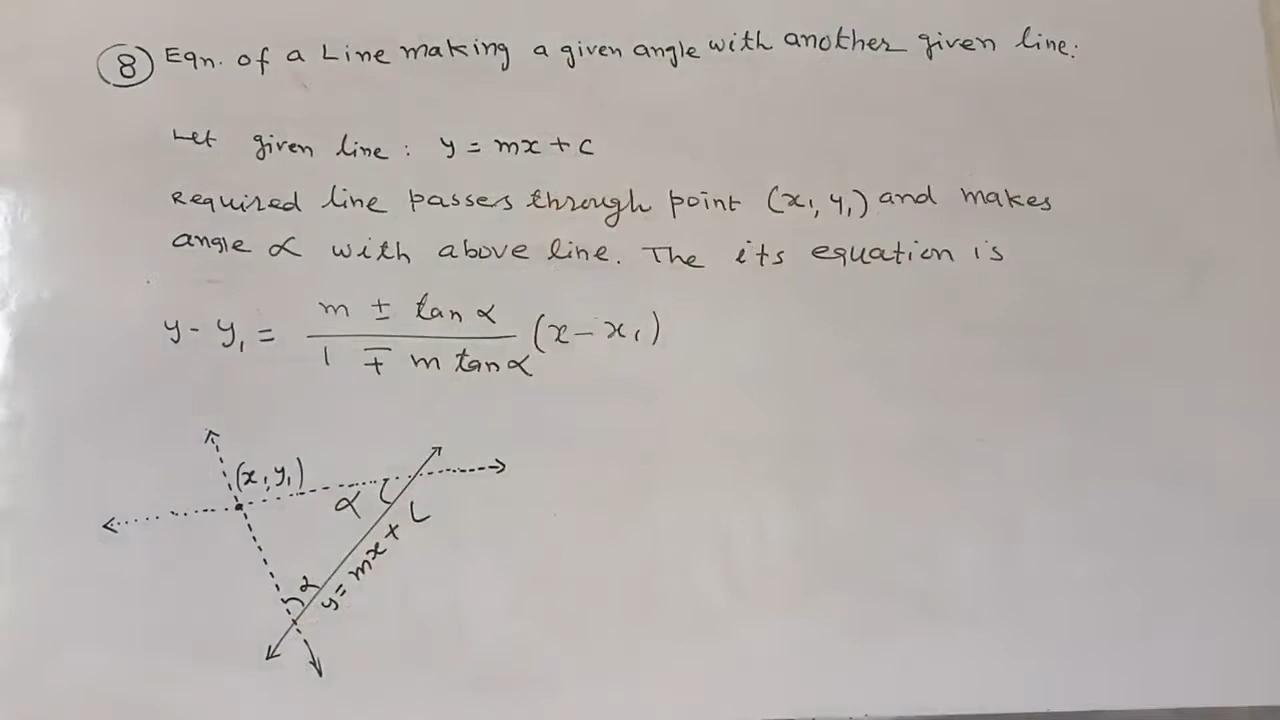 8 Eqn. of a Line making a given angle with another given line:
Let given line: y = mx + c
Required line passes through point (x₁, y₁) and makes
angle α with above line. The its equation is
y - y₁ = (m ± tan α)/(1 ∓ m tan α) (x - x₁)
(x, y₁)
α
α
y = mx + c